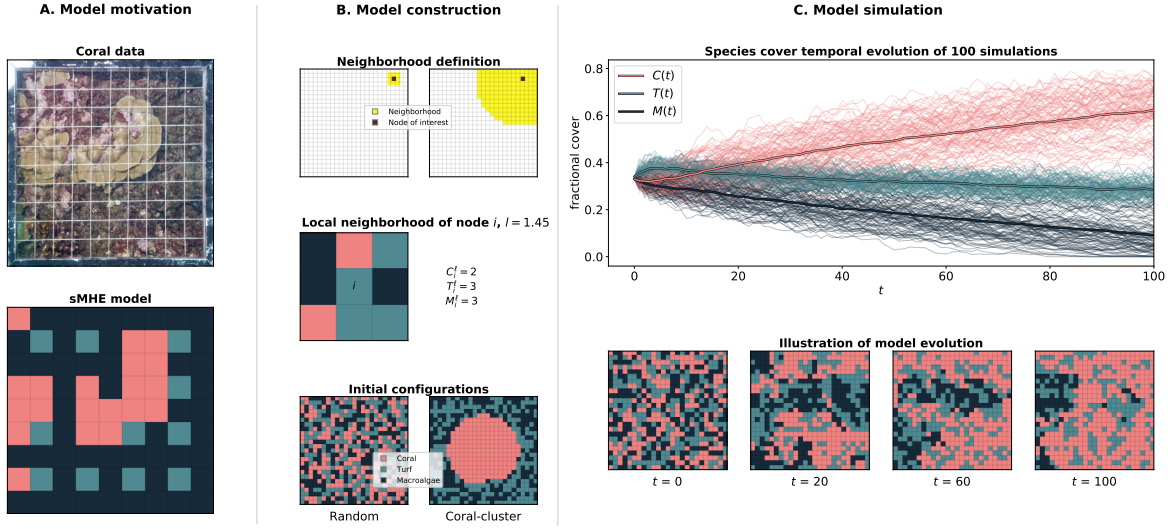 A. Model motivation
Coral data
sMHE model
B. Model construction
Neighborhood definition
Neighborhood
Node of interest
Local neighborhood of node i, l = 1.45
i
C_i^ℓ = 2
T_i^ℓ = 3
M_i^ℓ = 3
Initial configurations
Coral
Turf
Macroalgae
Random
Coral-cluster
C. Model simulation
Species cover temporal evolution of 100 simulations
C(t)
T(t)
M(t)
fractional cover
0.8
0.6
0.4
0.2
0.0
0 20 40 60 80 100
t
Illustration of model evolution
t = 0
t = 20
t = 60
t = 100